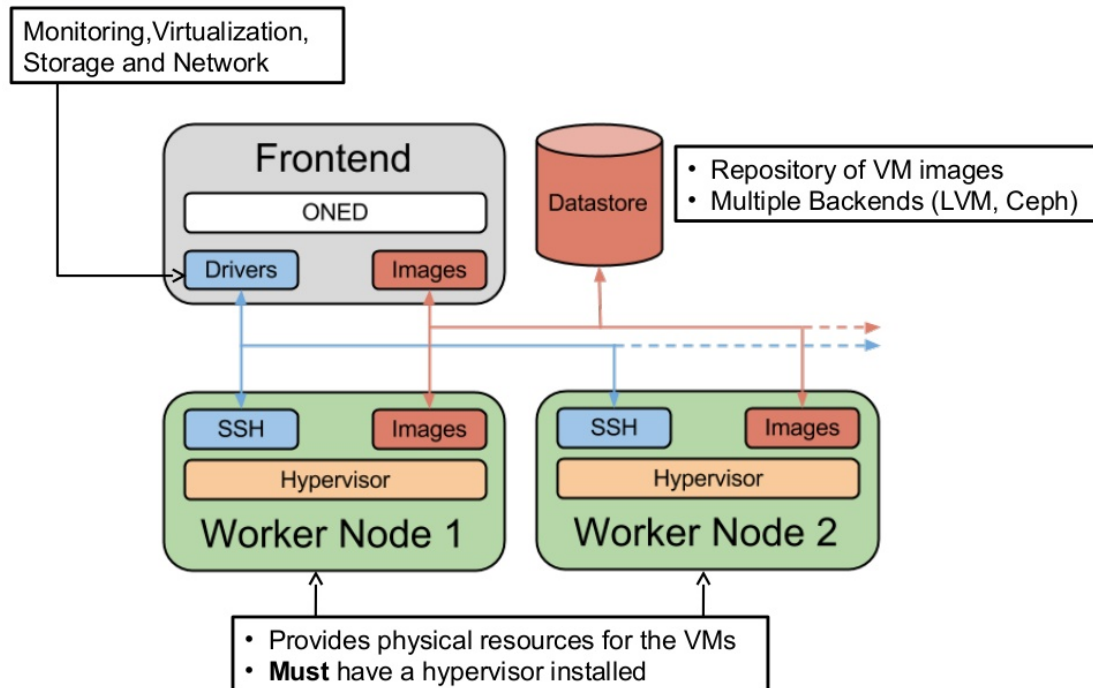 Monitoring,Virtualization,
Storage and Network
Frontend
ONED
Drivers
Images
Datastore
• Repository of VM images
• Multiple Backends (LVM, Ceph)
SSH
Images
Hypervisor
Worker Node 1
SSH
Images
Hypervisor
Worker Node 2
• Provides physical resources for the VMs
• Must have a hypervisor installed